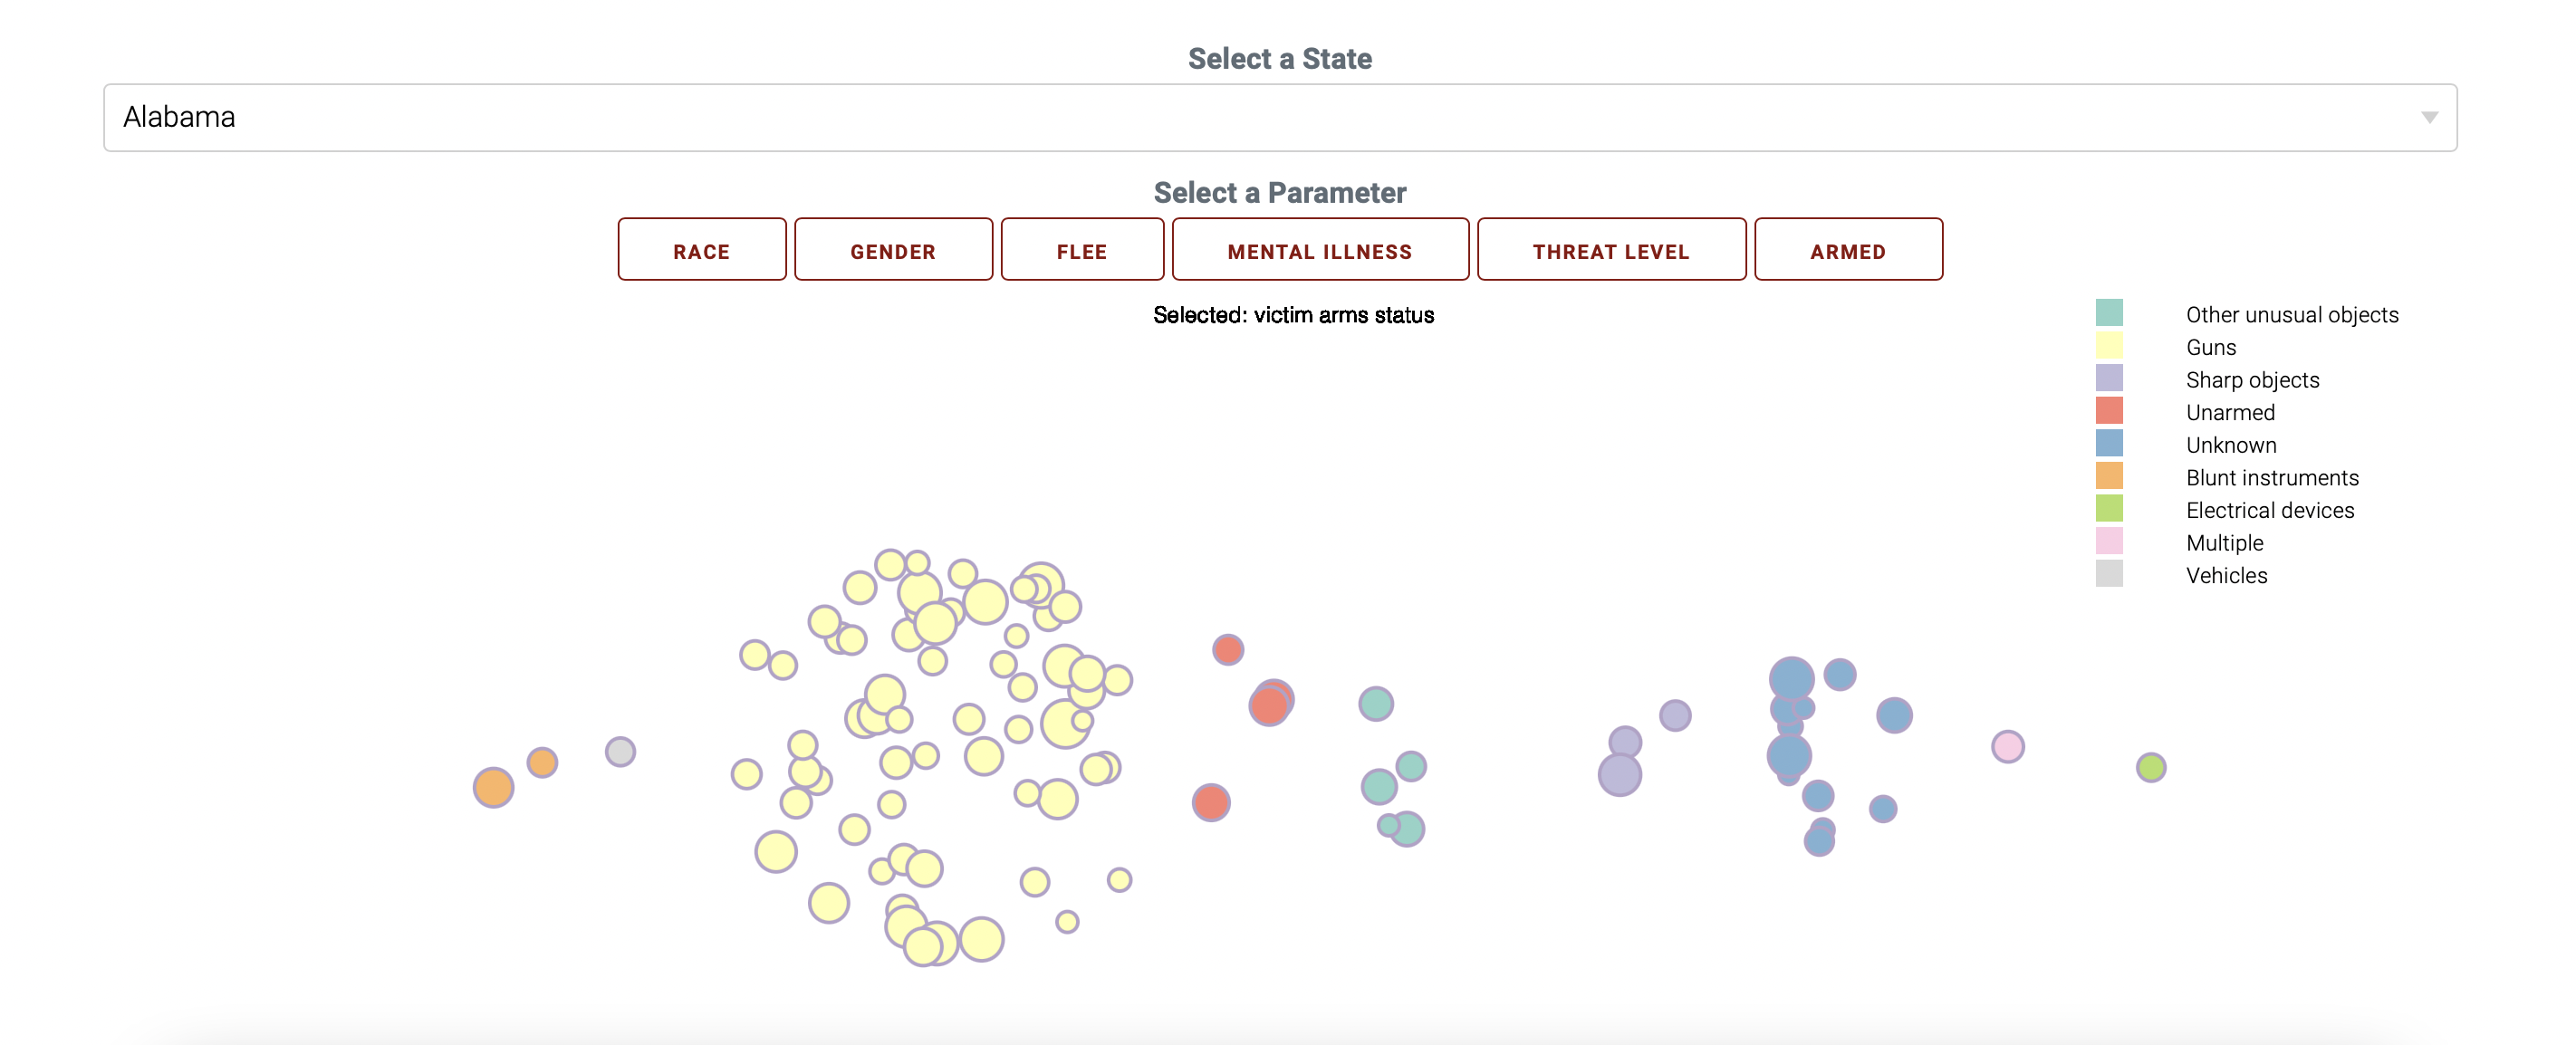 Select a State
Alabama
Select a Parameter
RACE GENDER FLEE MENTAL ILLNESS THREAT LEVEL ARMED
Selected: victim arms status
Other unusual objects
Guns
Sharp objects
Unarmed
Unknown
Blunt instruments
Electrical devices
Multiple
Vehicles